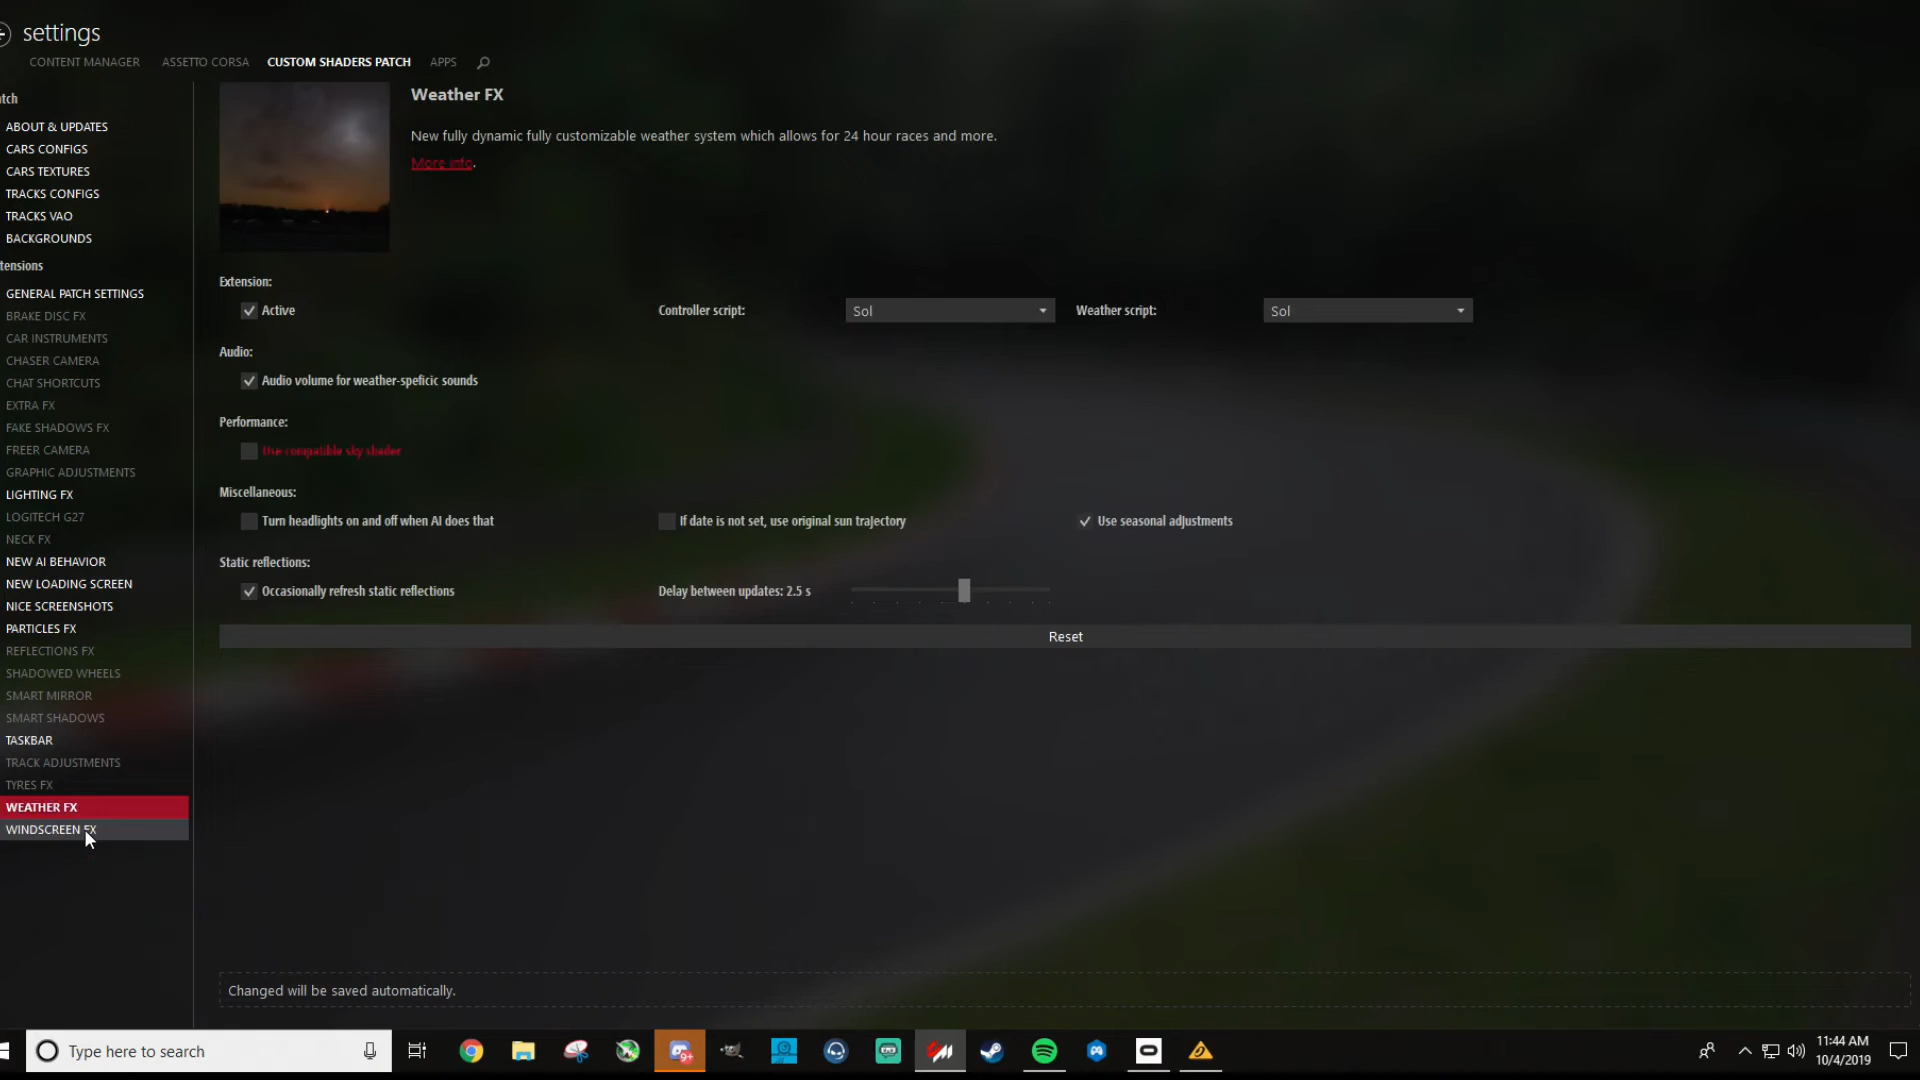 settings
CONTENT MANAGER ASSETTO CORSA CUSTOM SHADERS PATCH APPS
tch
ABOUT & UPDATES
CARS CONFIGS
CARS TEXTURES
TRACKS CONFIGS
TRACKS VAO
BACKGROUNDS
tensions
GENERAL PATCH SETTINGS
BRAKE DISC FX
CAR INSTRUMENTS
CHASER CAMERA
CHAT SHORTCUTS
EXTRA FX
FAKE SHADOWS FX
FREER CAMERA
GRAPHIC ADJUSTMENTS
LIGHTING FX
LOGITECH G27
NECK FX
NEW AI BEHAVIOR
NEW LOADING SCREEN
NICE SCREENSHOTS
PARTICLES FX
REFLECTIONS FX
SHADOWED WHEELS
SMART MIRROR
SMART SHADOWS
TASKBAR
TRACK ADJUSTMENTS
TYRES FX
WEATHER FX
WINDSCREEN FX
Weather FX
New fully dynamic fully customizable weather system which allows for 24 hour races and more.
More info.
Extension:
Active Controller script: Sol Weather script: Sol
Audio:
Audio volume for weather-speficic sounds
Performance:
Use compatible sky shader
Miscellaneous:
Turn headlights on and off when AI does that If date is not set, use original sun trajectory Use seasonal adjustments
Static reflections:
Occasionally refresh static reflections Delay between updates: 2.5 s
Reset
Changed will be saved automatically.
Type here to search 9+ 11:44 AM
10/4/2019